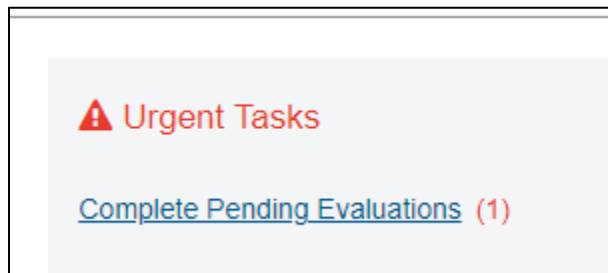 Urgent Tasks
Complete Pending Evaluations (1)